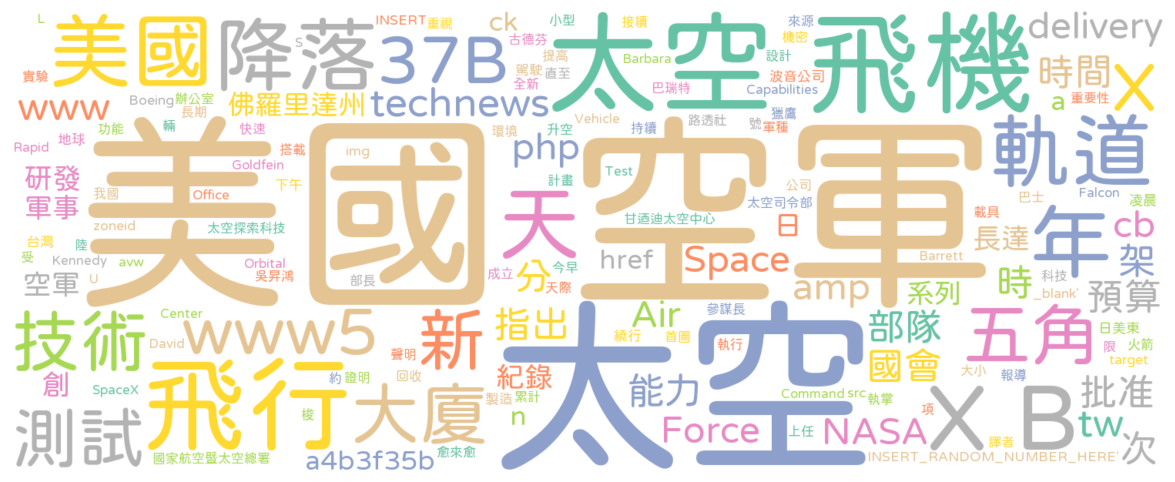 L
美國
降落
s
INSERT
重視
37B
ck
古德芬
小型
提高
駕駛
全新
直至
接續
太空
Barbara
巴瑞特
來源
機密
設計
波音公司
Capabilities
飛機
delivery
時間
X
a
重要性
實驗
www
Boeing
辦公室
長期
佛羅里達州
technews
獵鷹
號
軍種
路透社
Vehicle
持續
升空
環境
功能
輛
快速
地球
Rapid
搭載
Goldfein
研發
軍事
我國
zoneid
Office
下午
太空探索科技
美國空軍
img
部長
php
Test
計畫
天
公司
太空司令部
甘迺迪太空中心
日
軌道
Falcon
巴士
凌晨
載具
長達
年
cb
架
台灣
受
陸
Kennedy
avw
Orbital
吳昇鴻
空軍
U
成立
分
今早
天際
href
Space
Barrett
amp
系列
時
科技
_blank'
預算
技術
Center
www5
David
新
指出
Air
參謀長
繞行
首圈
執行
部隊
國會
五角
日美東
限
火箭
target
創
SpaceX
飛行
聲明
回收
約
證明
大廈
紀錄
製造
累計
n
太空
能力
Command
src
執掌
大小
報導
批准
測試
梭
國家航空暨太空總署
a4b3f35b
愈來愈
Force
上任
NASA
項
X B
譯者
tw
次
INSERT_RANDOM_NUMBER_HERE'